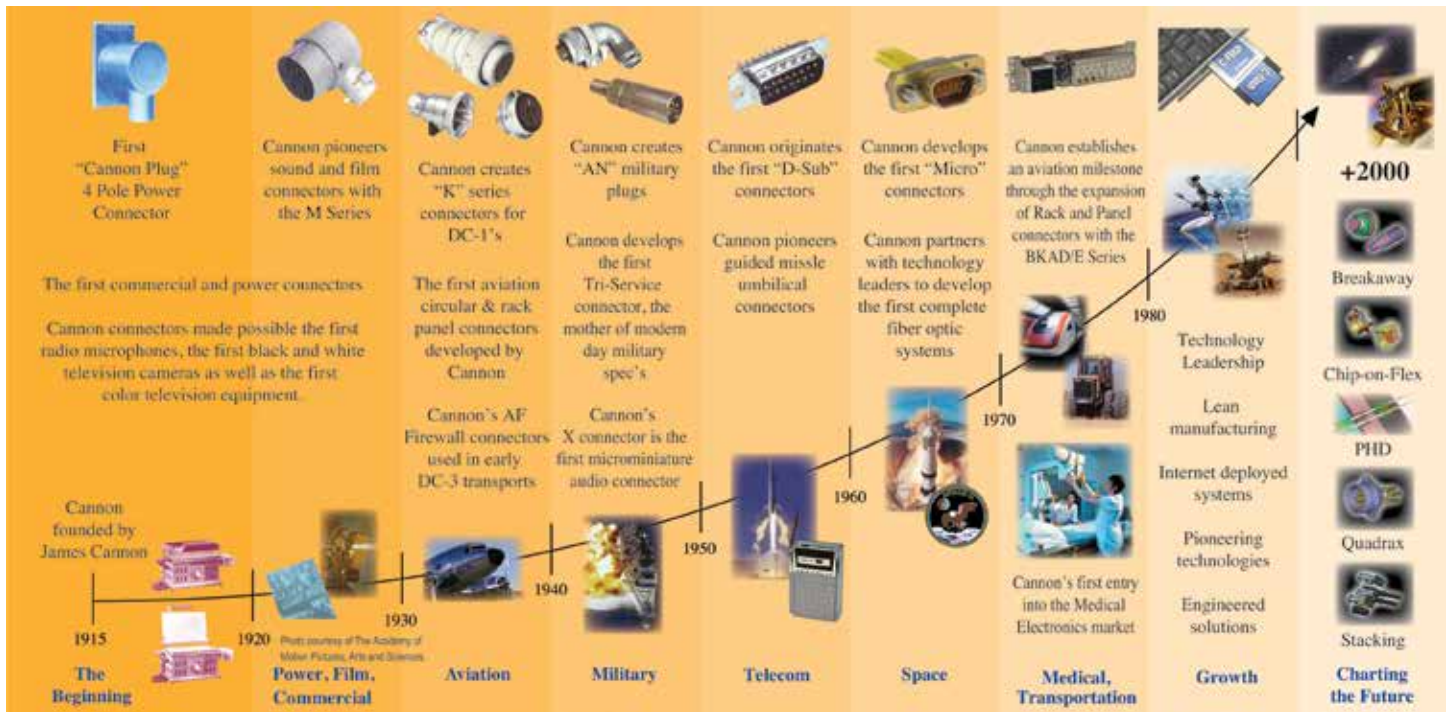 First
"Cannon Plug"
4 Pole Power
Connector
Cannon pioneers
sound and film
connectors with
the M Series
The first commercial and power connectors
Cannon connectors made possible the first
radio microphones, the first black and white
television cameras as well as the first
color television equipment.
Cannon
founded by
James Cannon
Cannon creates
"K" series
connectors for
DC-1's
The first aviation
circular & rack
panel connectors
developed by
Cannon
Cannon's AF
Firewall connectors
used in early
DC-3 transports
Cannon creates
"AN" military
plugs
Cannon develops
the first
Tri-Service
connector, the
mother of modern
day military
spec's
Cannon's
X connector is the
first microminiature
audio connector
Cannon originates
the first "D-Sub"
connectors
Cannon pioneers
guided missle
umbilical
connectors
Cannon develops
the first "Micro"
connectors
Cannon partners
with technology
leaders to develop
the first complete
fiber optic
systems
Cannon establishes
an aviation milestone
through the expansion
of Rack and Panel
connectors with the
BKAD/E Series
Cannon's first entry
into the Medical
Electronics market
Technology
Leadership
Lean
manufacturing
Internet deployed
systems
Pioneering
technologies
Engineered
solutions
+2000
Breakaway
Chip-on-Flex
PHD
Quadrax
Stacking
1915
1920
1930
1940
1950
1960
1970
1980
Photo courtesy of The Academy of
Motion Pictures, Arts and Sciences.
The
Beginning
Power, Film,
Commercial
Aviation
Military
Telecom
Space
Medical,
Transportation
Growth
Charting
the Future